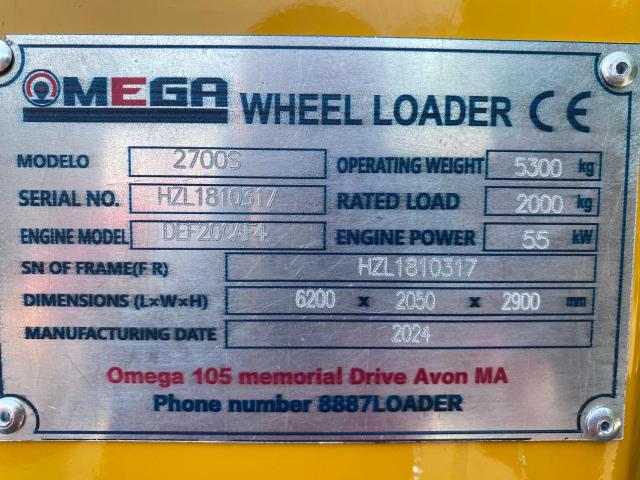 OMEGA WHEEL LOADER CE
MODELO 2700S OPERATING WEIGHT 5300 kg
SERIAL NO. HZL1810317 RATED LOAD 2000 kg
ENGINE MODEL ENGINE POWER 55 kW
SN OF FRAME(F R) HZL1810317
DIMENSIONS (L×W×H) 6200 x 2050 x 2900 mm
MANUFACTURING DATE 2024
Omega 105 memorial Drive Avon MA
Phone number 8887LOADER